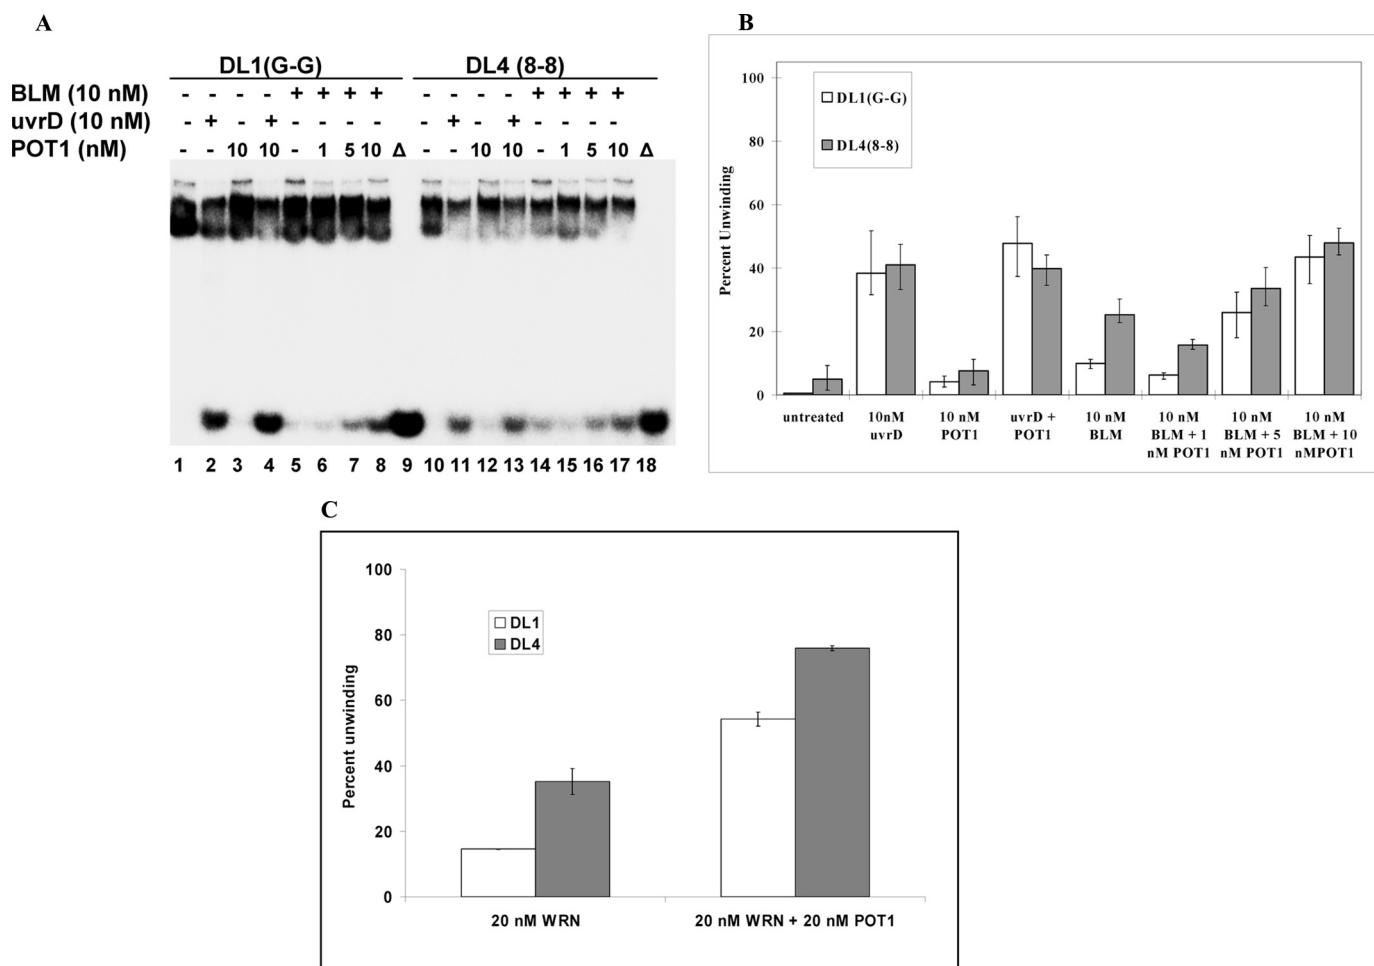 A
DL1(G-G) DL4 (8-8)
BLM (10 nM) - - - - + + + + - - - - + + + +
uvrD (10 nM) - + - + - - - - - + - + - - - -
POT1 (nM) - - 10 10 - 1 5 10 Δ - - 10 10 - 1 5 10 Δ
1 2 3 4 5 6 7 8 9 10 11 12 13 14 15 16 17 18
B
100
80
60
40
20
0
Percent Unwinding
DL1(G-G)
DL4(8-8)
untreated
10nM
uvrD
10 nM
POT1
uvrD +
POT1
10 nM
BLM
10 nM
BLM + 1
nM POT1
10 nM
BLM + 5
nM POT1
10 nM
BLM + 10
nMPOT1
C
100
80
60
40
20
0
Percent unwinding
DL1
DL4
20 nM WRN
20 nM WRN + 20 nM POT1